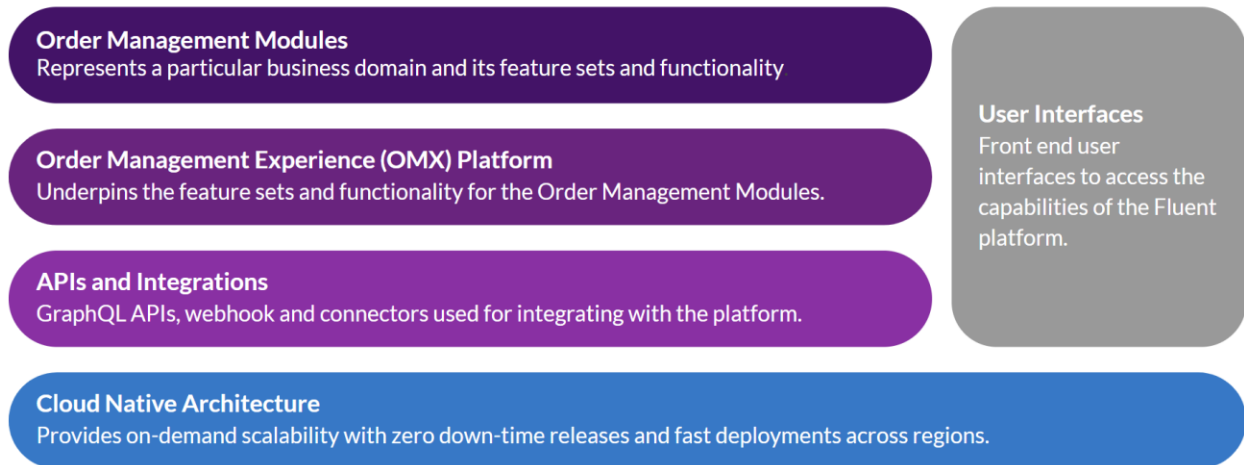 Order Management Modules
Represents a particular business domain and its feature sets and functionality.
Order Management Experience (OMX) Platform
Underpins the feature sets and functionality for the Order Management Modules.
APIs and Integrations
GraphQL APIs, webhook and connectors used for integrating with the platform.
User Interfaces
Front end user
interfaces to access the
capabilities of the Fluent
platform.
Cloud Native Architecture
Provides on-demand scalability with zero down-time releases and fast deployments across regions.